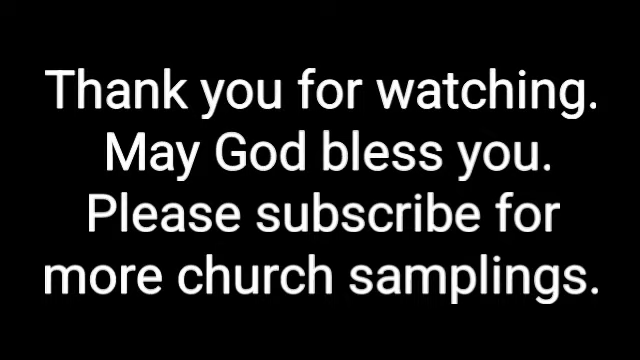 Thank you for watching.
May God bless you.
Please subscribe for
more church samplings.